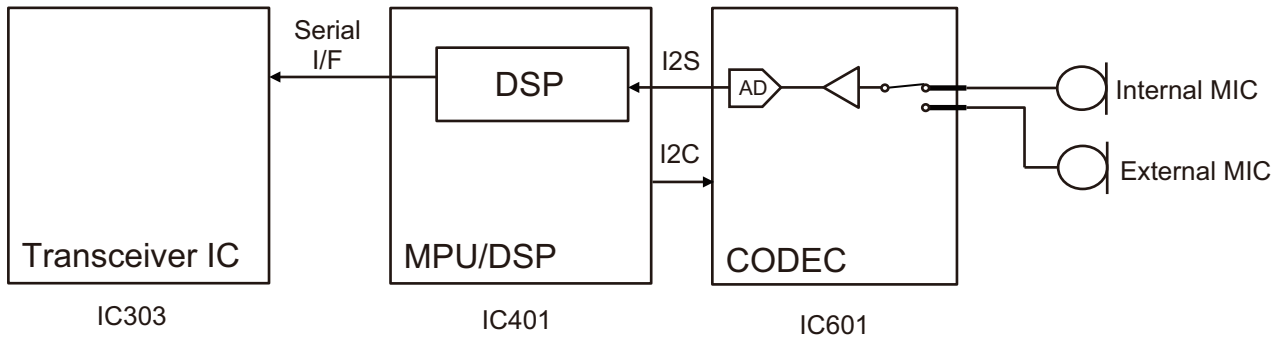 Serial
I/F
DSP
I2S
AD
Internal MIC
I2C
External MIC
Transceiver IC
MPU/DSP
CODEC
IC303
IC401
IC601